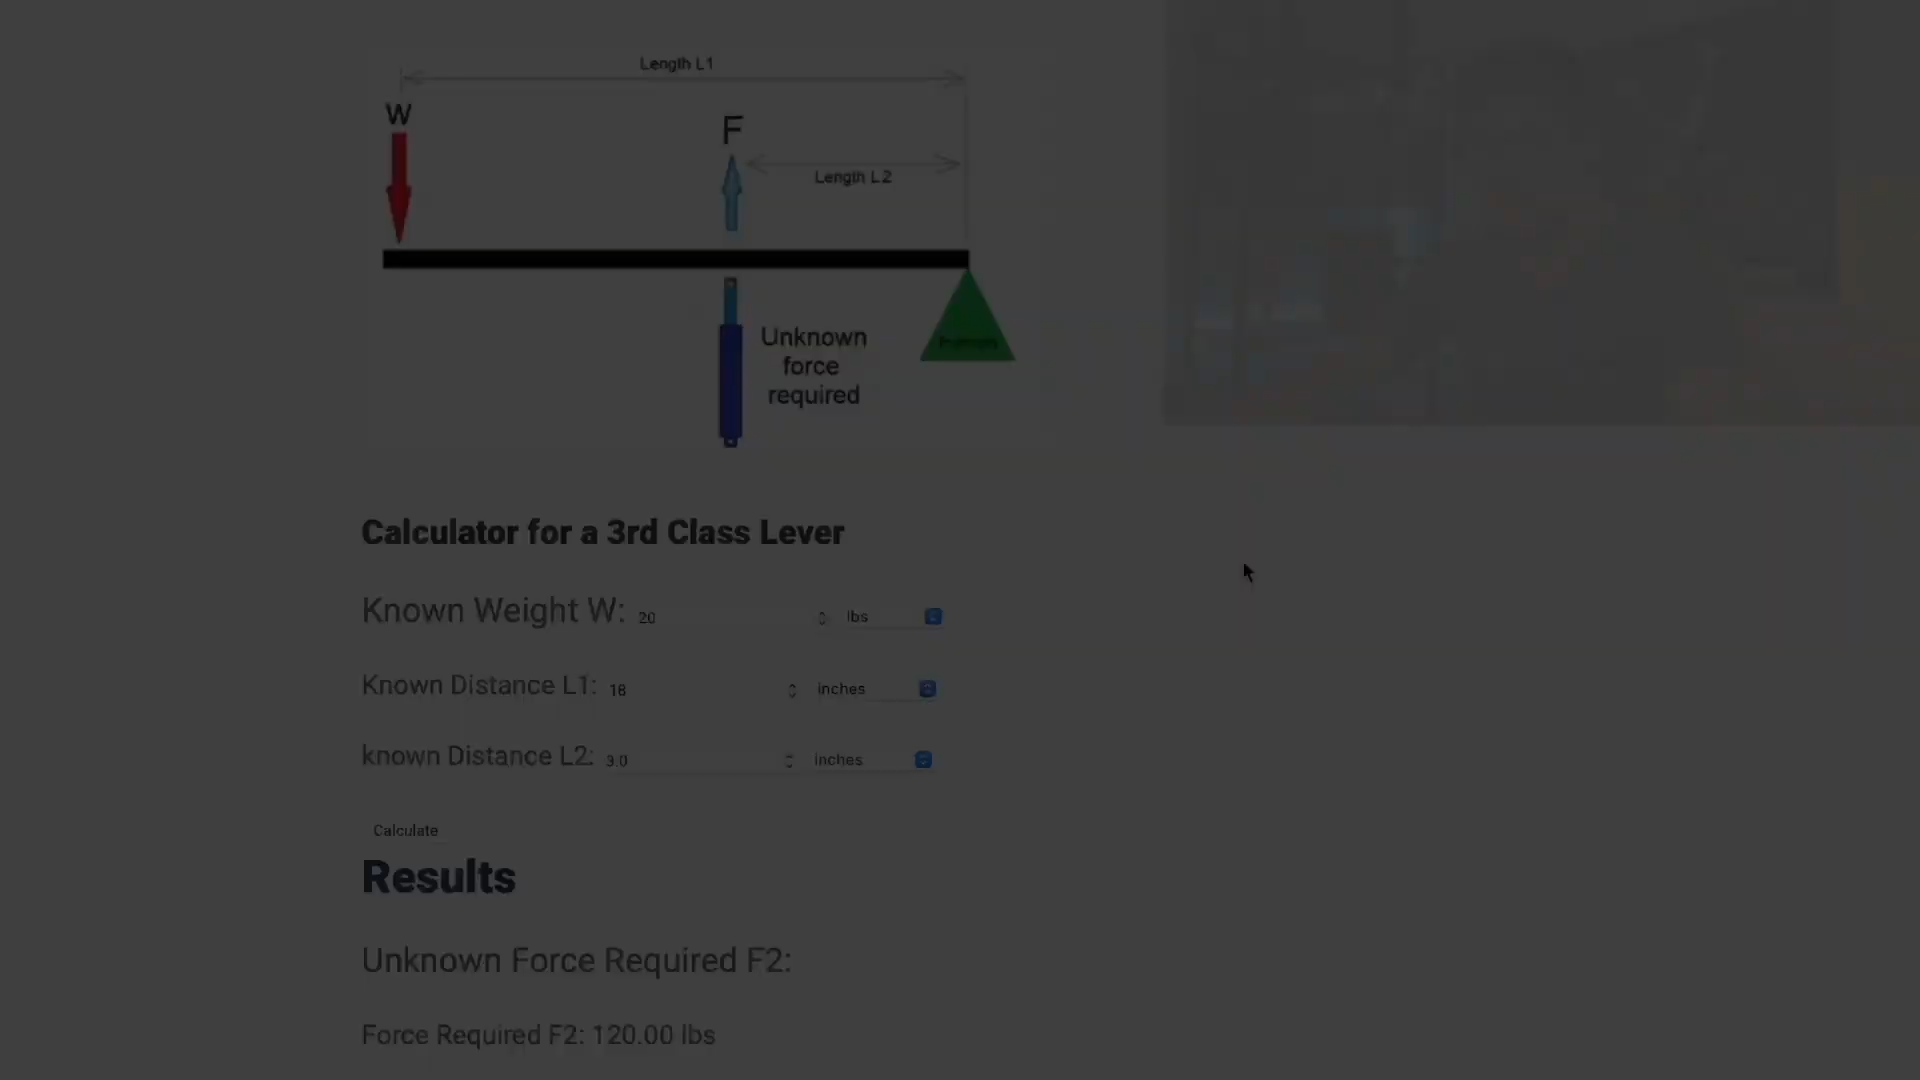 Length L1
W
F
Length L2
Unknown
force
required
Calculator for a 3rd Class Lever
Known Weight W: 20 lbs
Known Distance L1: 18 inches
known Distance L2: 3.0 inches
Calculate
Results
Unknown Force Required F2:
Force Required F2: 120.00 lbs